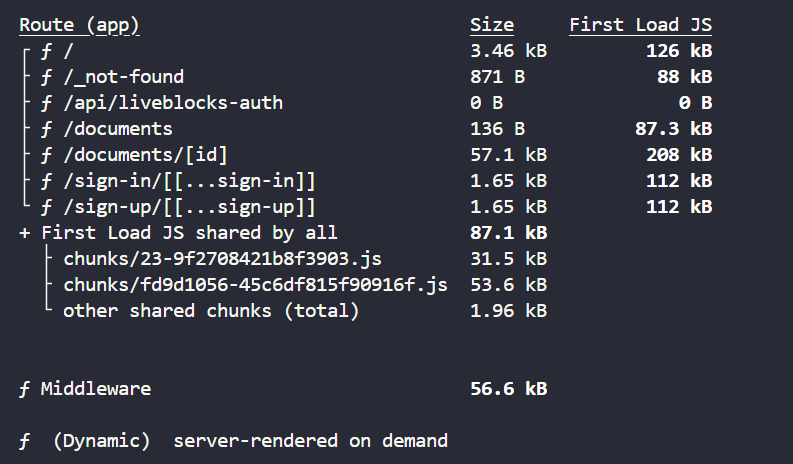 Route (app) Size First Load JS
┌ ƒ / 3.46 kB 126 kB
├ ƒ /_not-found 871 B 88 kB
├ ƒ /api/liveblocks-auth 0 B 0 B
├ ƒ /documents 136 B 87.3 kB
├ ƒ /documents/[id] 57.1 kB 208 kB
├ ƒ /sign-in/[[...sign-in]] 1.65 kB 112 kB
└ ƒ /sign-up/[[...sign-up]] 1.65 kB 112 kB
+ First Load JS shared by all 87.1 kB
├ chunks/23-9f2708421b8f3903.js 31.5 kB
├ chunks/fd9d1056-45c6df815f90916f.js 53.6 kB
└ other shared chunks (total) 1.96 kB
ƒ Middleware 56.6 kB
ƒ (Dynamic) server-rendered on demand